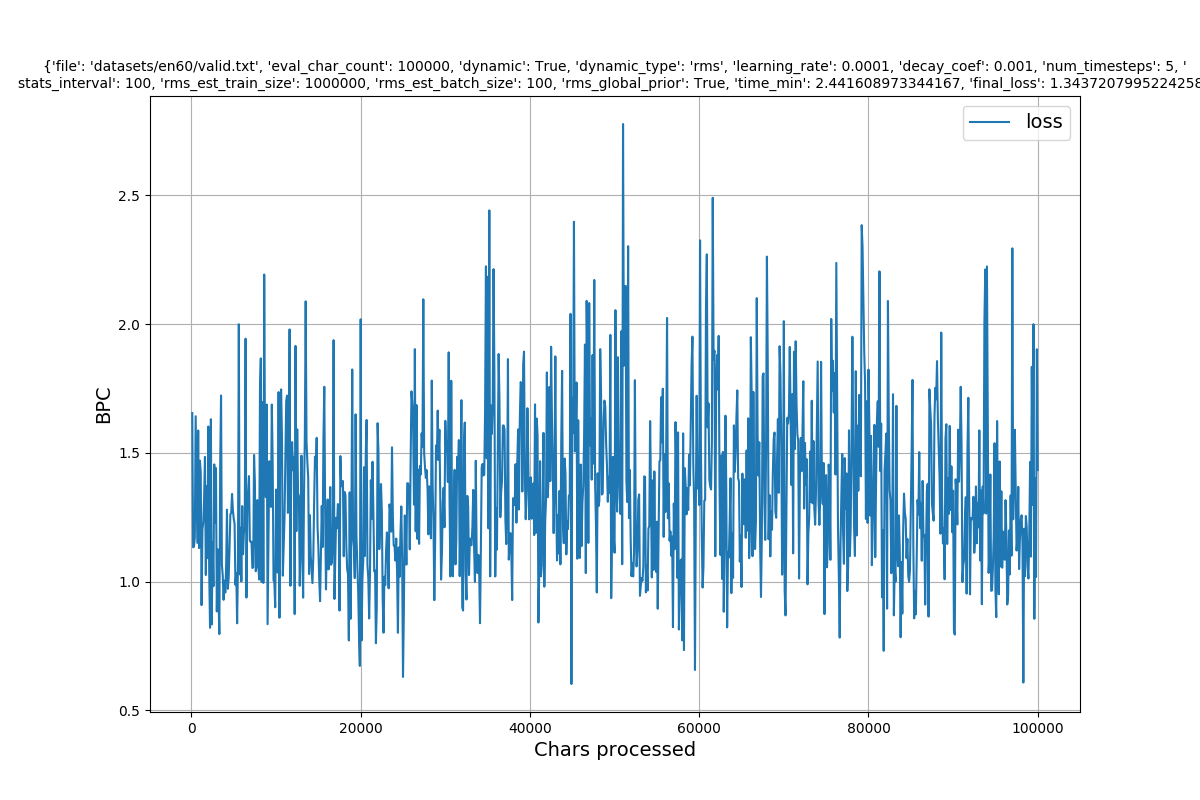 {'file': 'datasets/en60/valid.txt', 'eval_char_count': 100000, 'dynamic': True, 'dynamic_type': 'rms', 'learning_rate': 0.0001, 'decay_coef': 0.001, 'num_timesteps': 5, '
stats_interval': 100, 'rms_est_train_size': 1000000, 'rms_est_batch_size': 100, 'rms_global_prior': True, 'time_min': 2.441608973344167, 'final_loss': 1.3437207995224258
loss
2.5
2.0
1.5
1.0
0.5
BPC
0 20000 40000 60000 80000 100000
Chars processed